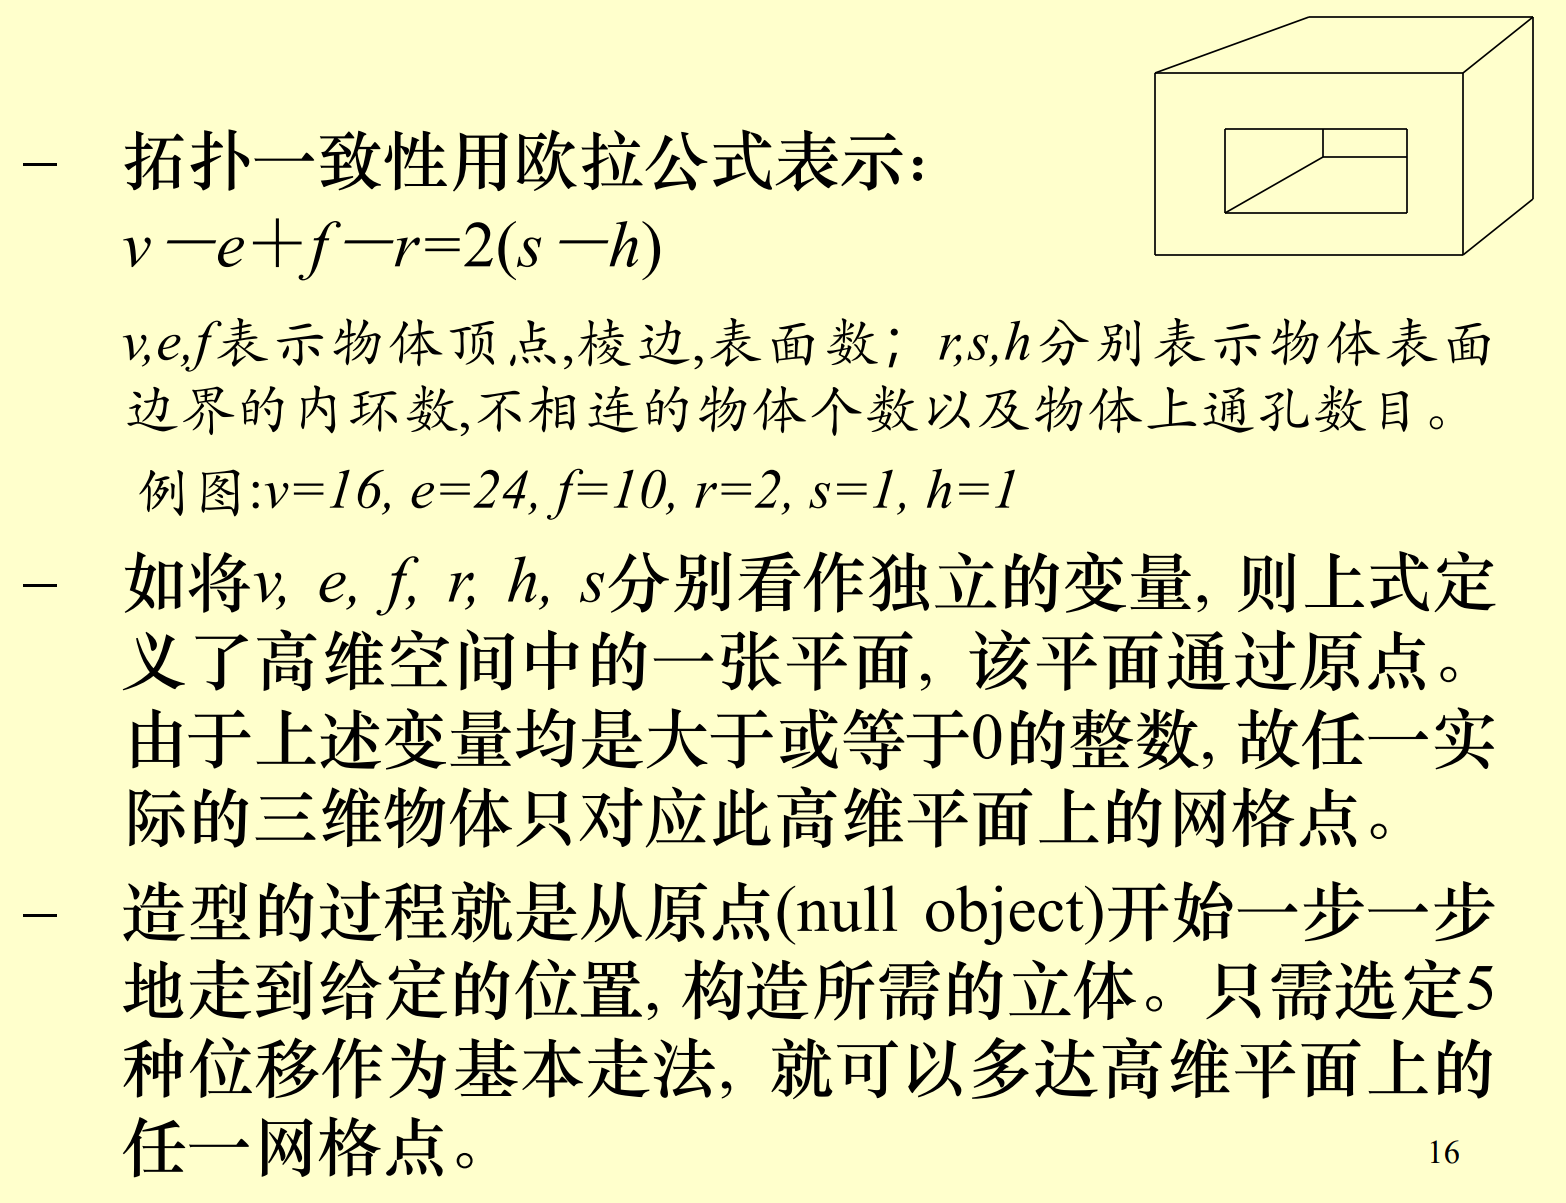 – 拓扑一致性用欧拉公式表示：
v－e＋f－r=2(s－h)
v,e,f表示物体顶点,棱边,表面数；r,s,h分别表示物体表面
边界的内环数,不相连的物体个数以及物体上通孔数目。
例图:v=16, e=24, f=10, r=2, s=1, h=1
– 如将v, e, f, r, h, s分别看作独立的变量, 则上式定
义了高维空间中的一张平面, 该平面通过原点。
由于上述变量均是大于或等于0的整数, 故任一实
际的三维物体只对应此高维平面上的网格点。
– 造型的过程就是从原点(null object)开始一步一步
地走到给定的位置, 构造所需的立体。只需选定5
种位移作为基本走法, 就可以多达高维平面上的
任一网格点。
16